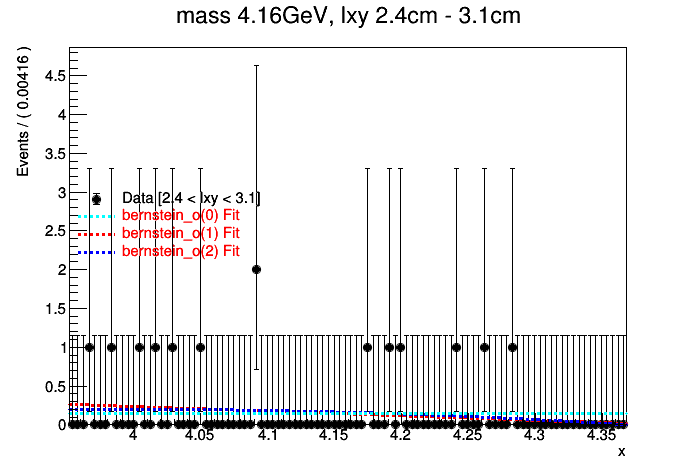 mass 4.16GeV, lxy 2.4cm - 3.1cm
Events / ( 0.00416 )
4.5
4
3.5
3
2.5
2
1.5
1
0.5
0
Data [2.4 < lxy < 3.1]
bernstein_o(0) Fit
bernstein_o(1) Fit
bernstein_o(2) Fit
4 4.05 4.1 4.15 4.2 4.25 4.3 4.35
x